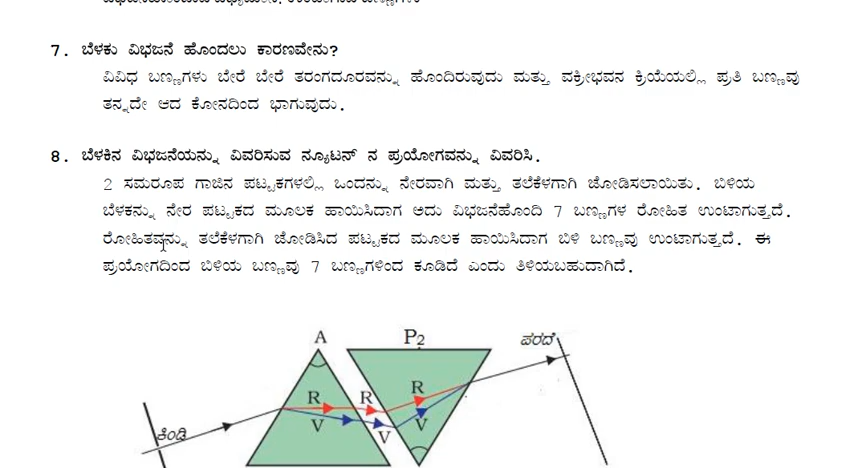 7. ಬೆಳಕು ವಿಭಜನೆ ಹೊಂದಲು ಕಾರಣವೇನು?
ವಿವಿಧ ಬಣ್ಣಗಳು ಬೇರೆ ಬೇರೆ ತರಂಗದೂರವನ್ನು ಹೊಂದಿರುವುದು ಮತ್ತು ವಕ್ರೀಭವನ ಕ್ರಿಯೆಯಲ್ಲಿ ಪ್ರತಿ ಬಣ್ಣವು
ತನ್ನದೇ ಆದ ಕೋನದಿಂದ ಭಾಗುವುದು.
8. ಬೆಳಕಿನ ವಿಭಜನೆಯನ್ನು ವಿವರಿಸುವ ನ್ಯೂಟನ್ ನ ಪ್ರಯೋಗವನ್ನು ವಿವರಿಸಿ.
2 ಸಮರೂಪ ಗಾಜಿನ ಪಟ್ಟಕಗಳಲ್ಲಿ ಒಂದನ್ನು ನೇರವಾಗಿ ಮತ್ತು ತಲೆಕೆಳಗಾಗಿ ಜೋಡಿಸಲಾಯಿತು. ಬಿಳಿಯ
ಬೆಳಕನ್ನು ನೇರ ಪಟ್ಟಕದ ಮೂಲಕ ಹಾಯಿಸಿದಾಗ ಅದು ವಿಭಜನೆಹೊಂದಿ 7 ಬಣ್ಣಗಳ ರೋಹಿತ ಉಂಟಾಗುತ್ತದೆ.
ರೋಹಿತವನ್ನು ತಲೆಕೆಳಗಾಗಿ ಜೋಡಿಸಿದ ಪಟ್ಟಕದ ಮೂಲಕ ಹಾಯಿಸಿದಾಗ ಬಿಳಿ ಬಣ್ಣವು ಉಂಟಾಗುತ್ತದೆ. ಈ
ಪ್ರಯೋಗದಿಂದ ಬಿಳಿಯ ಬಣ್ಣವು 7 ಬಣ್ಣಗಳಿಂದ ಕೂಡಿದೆ ಎಂದು ತಿಳಿಯಬಹುದಾಗಿದೆ.
A P2 ಪರದೆ
R R R
V V V
ಕಿಂಡಿ